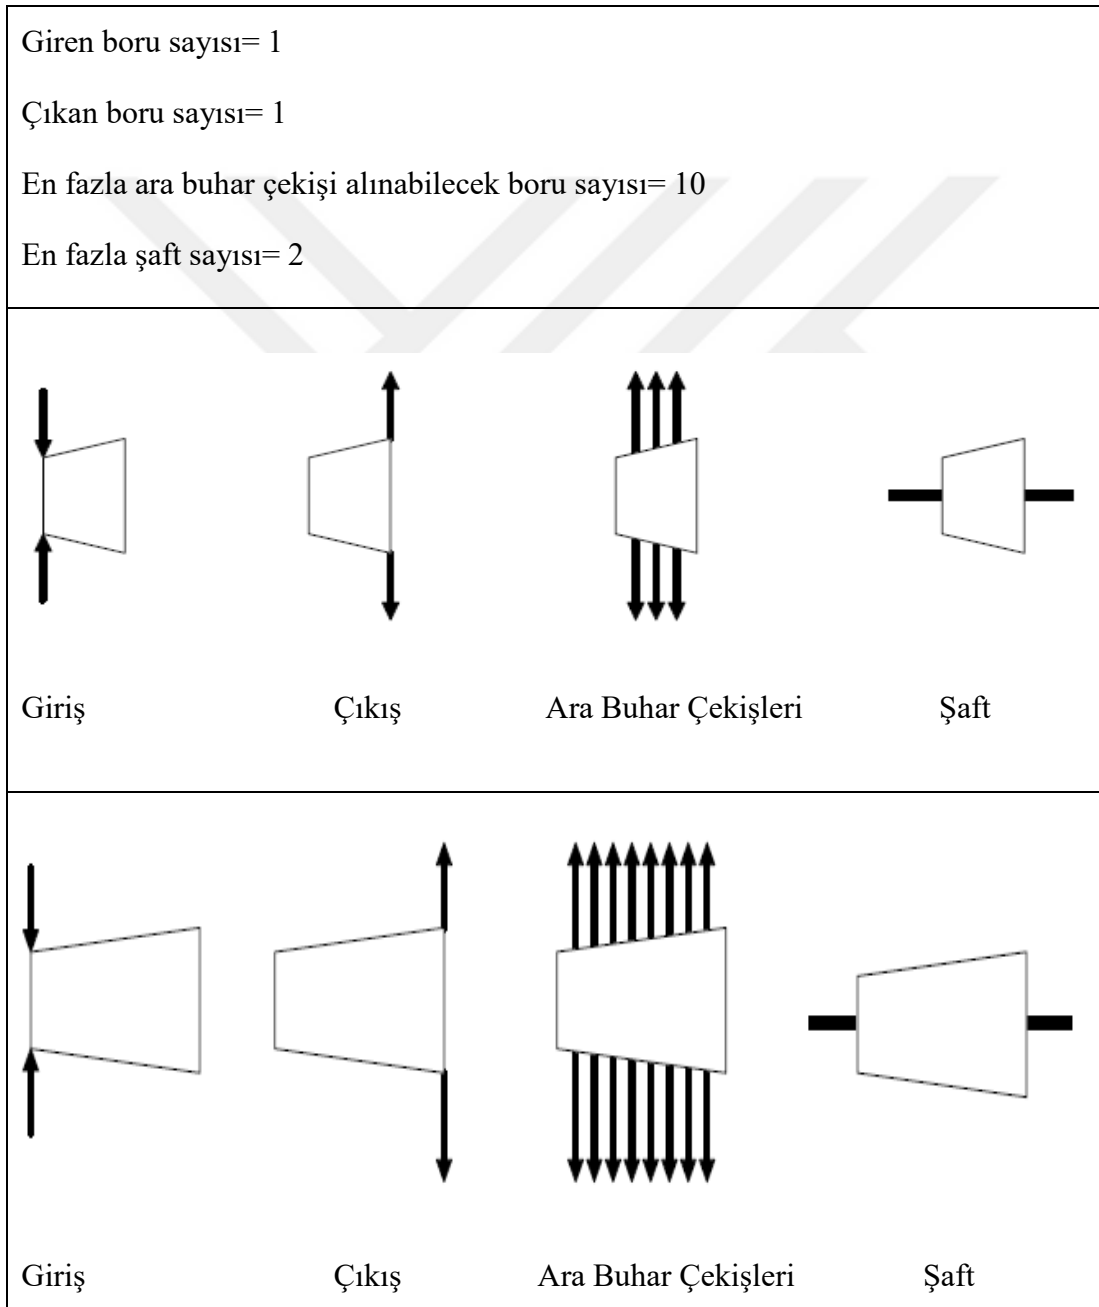 Giren boru sayısı= 1
Çıkan boru sayısı= 1
En fazla ara buhar çekişi alınabilecek boru sayısı= 10
En fazla şaft sayısı= 2
Giriş Çıkış Ara Buhar Çekişleri Şaft
Giriş Çıkış Ara Buhar Çekişleri Şaft